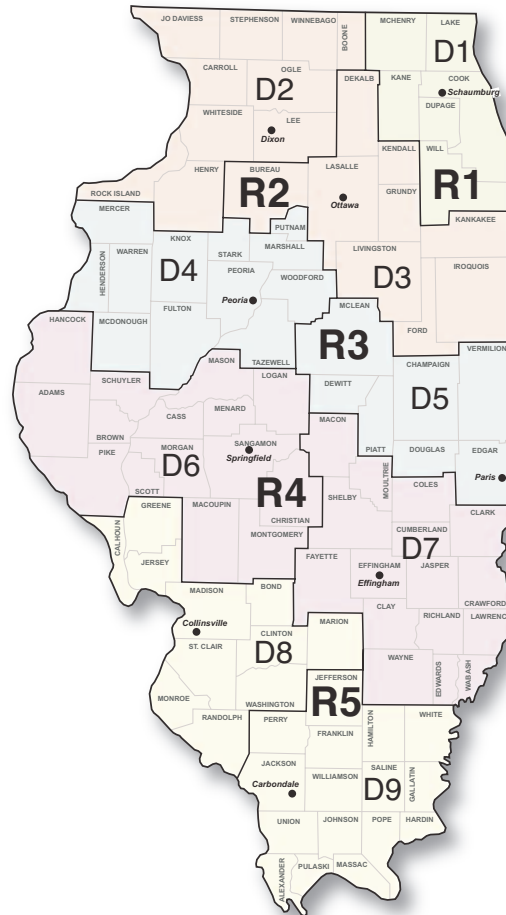 JO DAVIESS
STEPHENSON
WINNEBAGO
BOONE
MCHENRY
LAKE
D1
CARROLL
OGLE
D2
DEKALB
KANE
COOK
Schaumburg
DUPAGE
WHITESIDE
LEE
Dixon
KENDALL
WILL
ROCK ISLAND
HENRY
BUREAU
R2
LASALLE
Ottawa
GRUNDY
R1
KANKAKEE
MERCER
PUTNAM
KNOX
STARK
MARSHALL
LIVINGSTON
D3
IROQUOIS
HENDERSON
WARREN
D4
PEORIA
Peoria
WOODFORD
FULTON
MCLEAN
FORD
HANCOCK
MCDONOUGH
MASON
TAZEWELL
R3
VERMILION
SCHUYLER
LOGAN
DEWITT
CHAMPAIGN
D5
ADAMS
CASS
MENARD
MACON
BROWN
PIKE
MORGAN
SANGAMON
Springfield
PIATT
DOUGLAS
EDGAR
Paris
D6
SCOTT
R4
MOULTRIE
COLES
SHELBY
GREENE
MACOUPIN
CHRISTIAN
MONTGOMERY
CLARK
CALHOUN
CUMBERLAND
D7
JERSEY
FAYETTE
EFFINGHAM
Effingham
JASPER
MADISON
BOND
CLAY
CRAWFORD
RICHLAND
LAWRENC
Collinsville
MARION
ST. CLAIR
CLINTON
D8
WAYNE
EDWARDS
WABASH
JEFFERSON
R5
MONROE
WASHINGTON
RANDOLPH
PERRY
HAMILTON
WHITE
FRANKLIN
JACKSON
Carbondale
WILLIAMSON
SALINE
D9
GALLATIN
UNION
JOHNSON
POPE
HARDIN
ALEXANDER
PULASKI
MASSAC